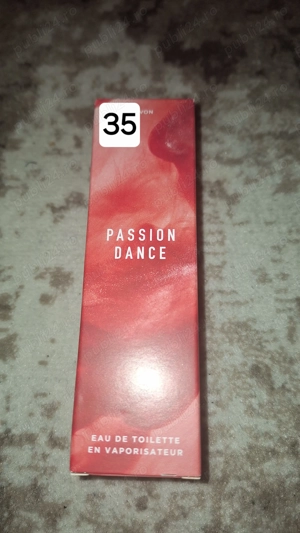 35
PASSION
DANCE
EAU DE TOILETTE
EN VAPORISATEUR